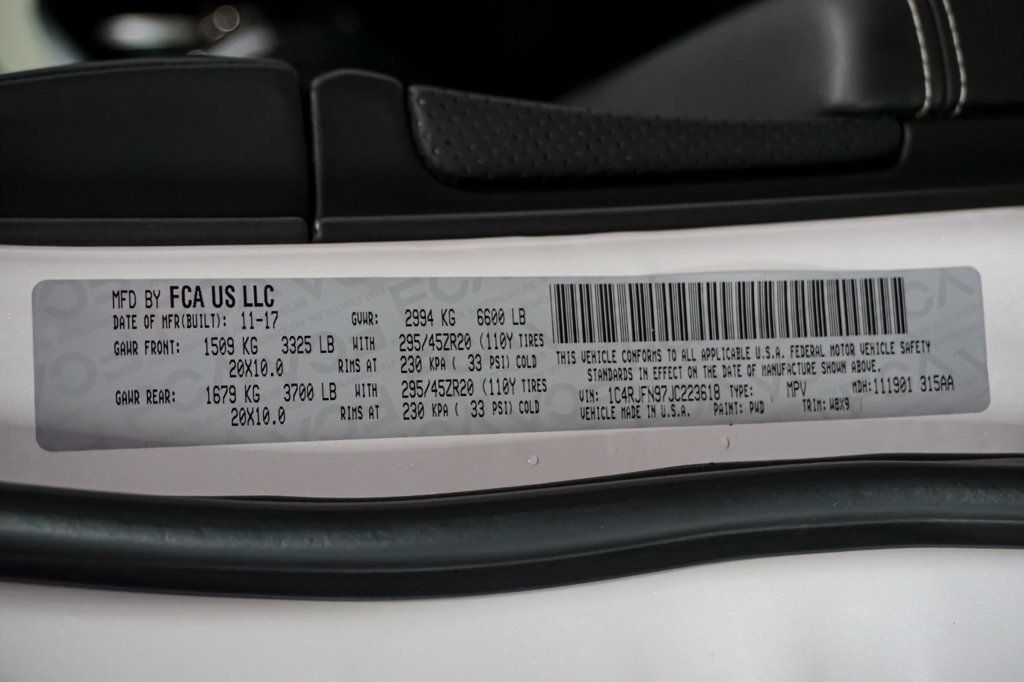 MFD BY FCA US LLC
DATE OF MFR(BUILT): 11-17 GVWR: 2994 KG 6600 LB
GAWR FRONT: 1509 KG 3325 LB WITH 295/45ZR20 (110Y TIRES
20X10.0 RIMS AT 230 KPA ( 33 PSI) COLD
GAWR REAR: 1679 KG 3700 LB WITH 295/45ZR20 (110Y TIRES
20X10.0 RIMS AT 230 KPA ( 33 PSI) COLD
THIS VEHICLE CONFORMS TO ALL APPLICABLE U.S.A. FEDERAL MOTOR VEHICLE SAFETY
STANDARDS IN EFFECT ON THE DATE OF MANUFACTURE SHOWN ABOVE.
VIN: 1C4RJFN97JC223618 TYPE: MPV MDH:111901 315AA
VEHICLE MADE IN U.S.A. PAINT: PWD TRIM: W8X9